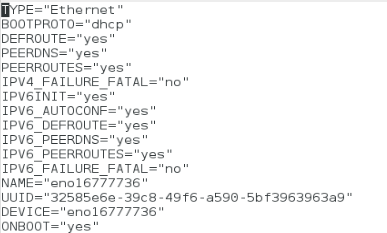 TYPE="Ethernet"
BOOTPROTO="dhcp"
DEFROUTE="yes"
PEERDNS="yes"
PEERROUTES="yes"
IPV4_FAILURE_FATAL="no"
IPV6INIT="yes"
IPV6_AUTOCONF="yes"
IPV6_DEFROUTE="yes"
IPV6_PEERDNS="yes"
IPV6_PEERROUTES="yes"
IPV6_FAILURE_FATAL="no"
NAME="eno16777736"
UUID="32585e6e-39c8-49f6-a590-5bf3963963a9"
DEVICE="eno16777736"
ONBOOT="yes"